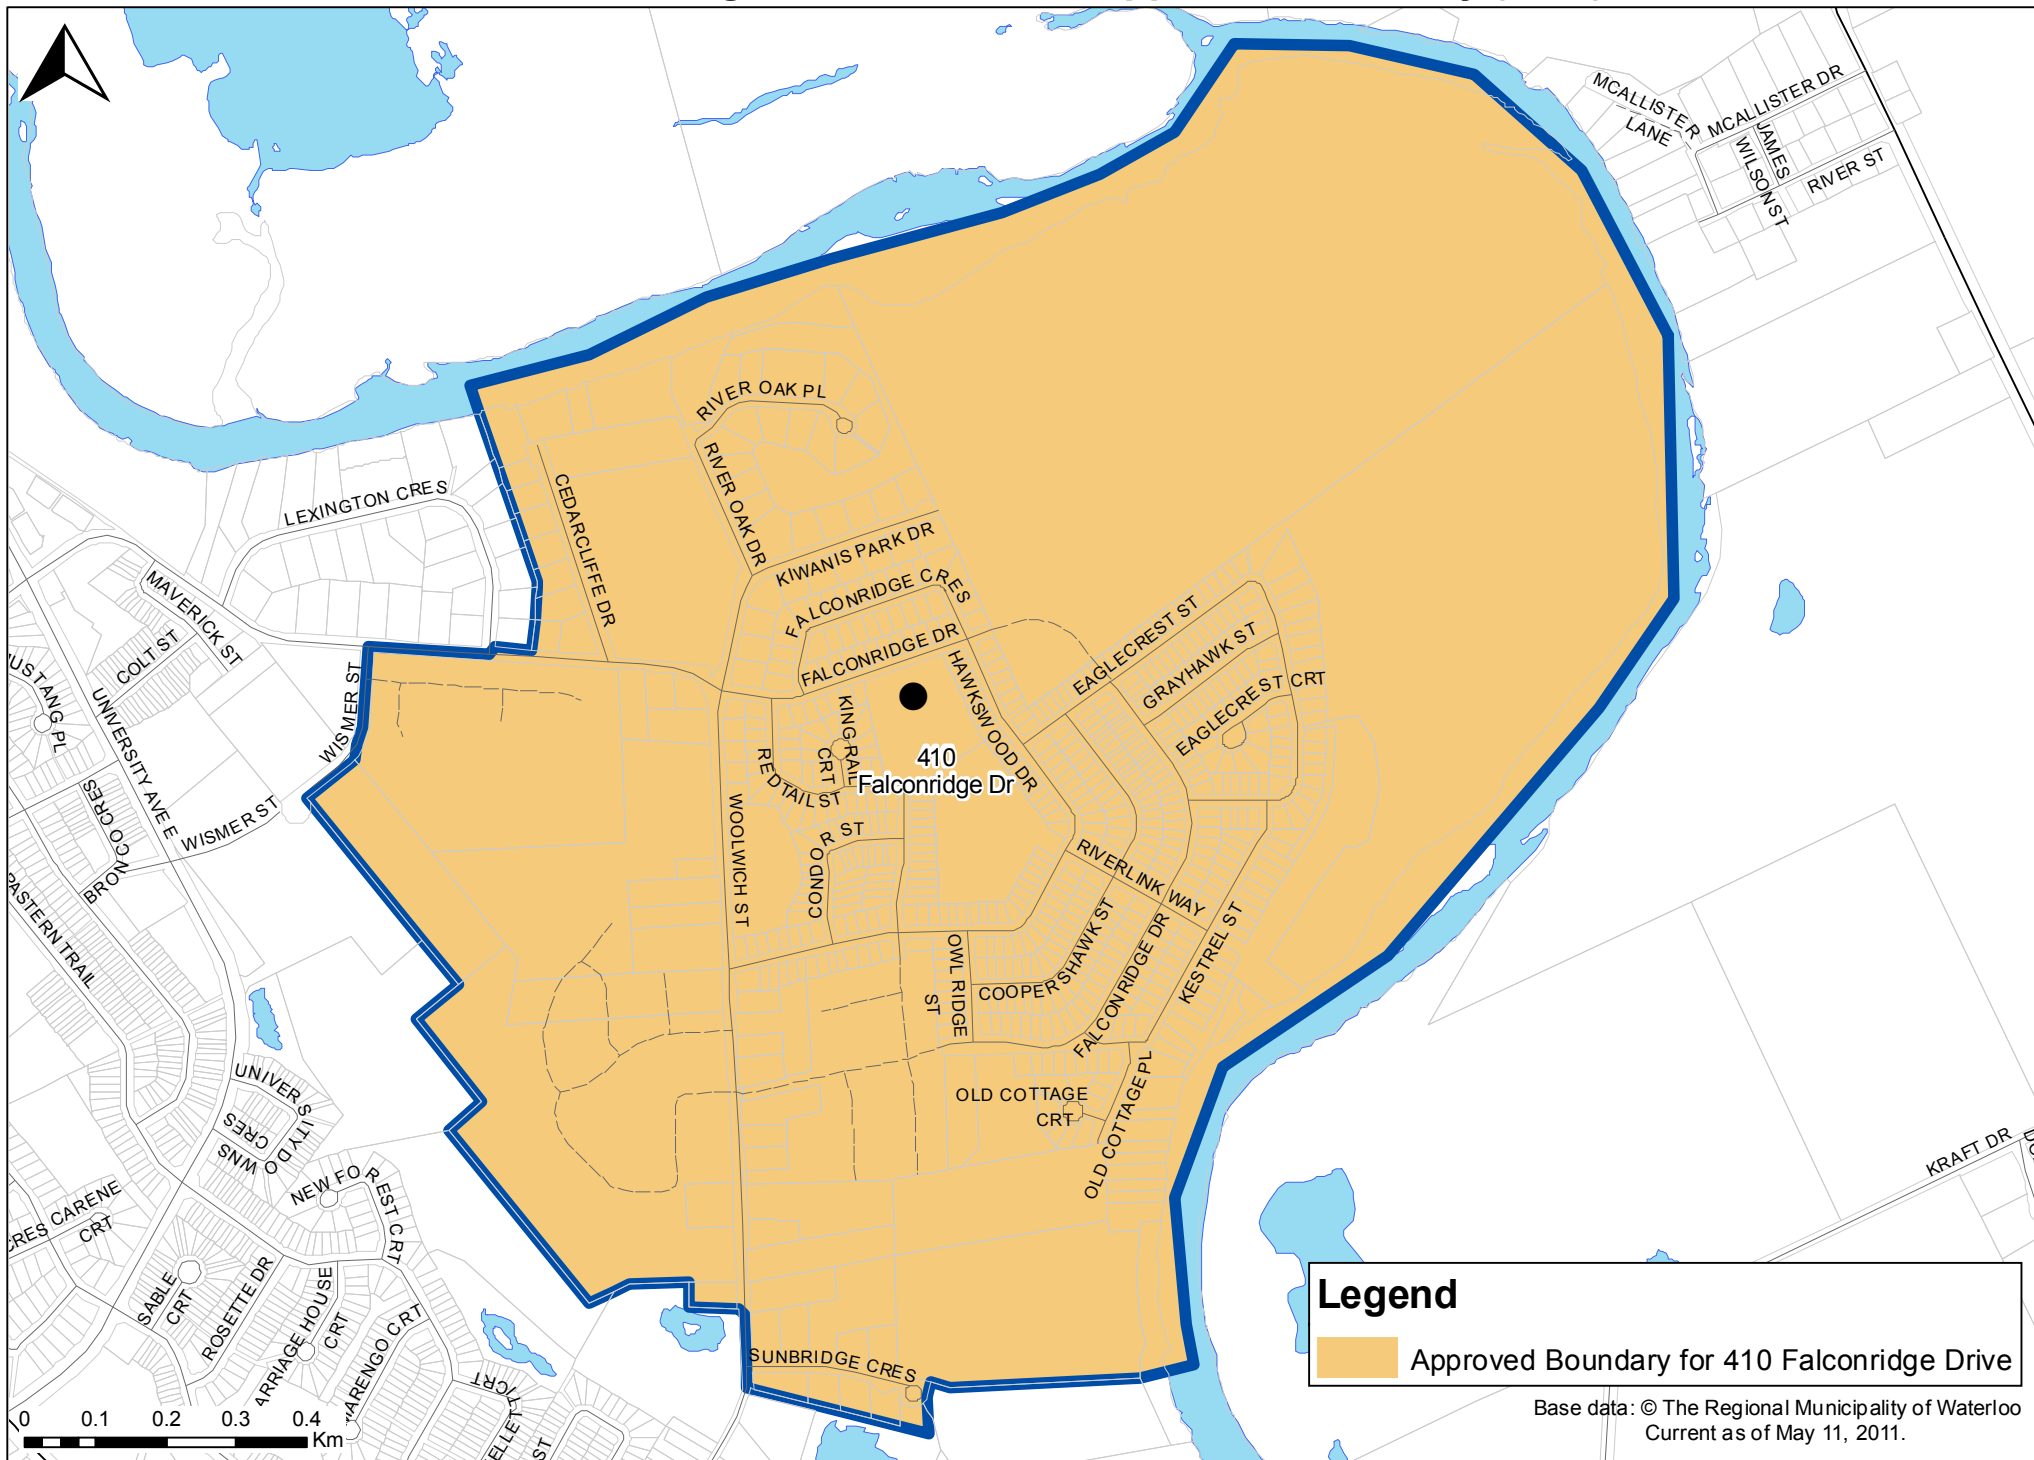 MCALLISTER
LANE
MCALLISTER DR
JAMES
WILSON ST
RIVER ST
RIVER OAK PL
RIVER OAK DR
LEXINGTON CRES
CEDARCLIFFE DR
KIWANIS PARK DR
FALCONRIDGE CRES
FALCONRIDGE DR
MAVERICK ST
COLT ST
UNIVERSITY AVE E
WISMER ST
WISMER ST
BRONCO CRES
HAWKSWOOD DR
EAGLECREST ST
GRAYHAWK ST
EAGLECREST CRT
KING RAIL
CRT
REDTAIL ST
410
Falconridge Dr
WOOLWICH ST
CONDOR ST
RIVERLINK WAY
COOPERSHAWK ST
FALCONRIDGE DR
KESTREL ST
OWL RIDGE
ST
OLD COTTAGE
CRT
OLD COTTAGE PL
UNIVERSITY DOWNS
CRES
NEW FOREST CRT
CARENE
CRT
SABLE
CRT
ROSETTE DR
CRT
SUNBRIDGE CRES
KRAFT DR
Legend
Approved Boundary for 410 Falconridge Drive
Base data: © The Regional Municipality of Waterloo
Current as of May 11, 2011.
0 0.1 0.2 0.3 0.4
Km